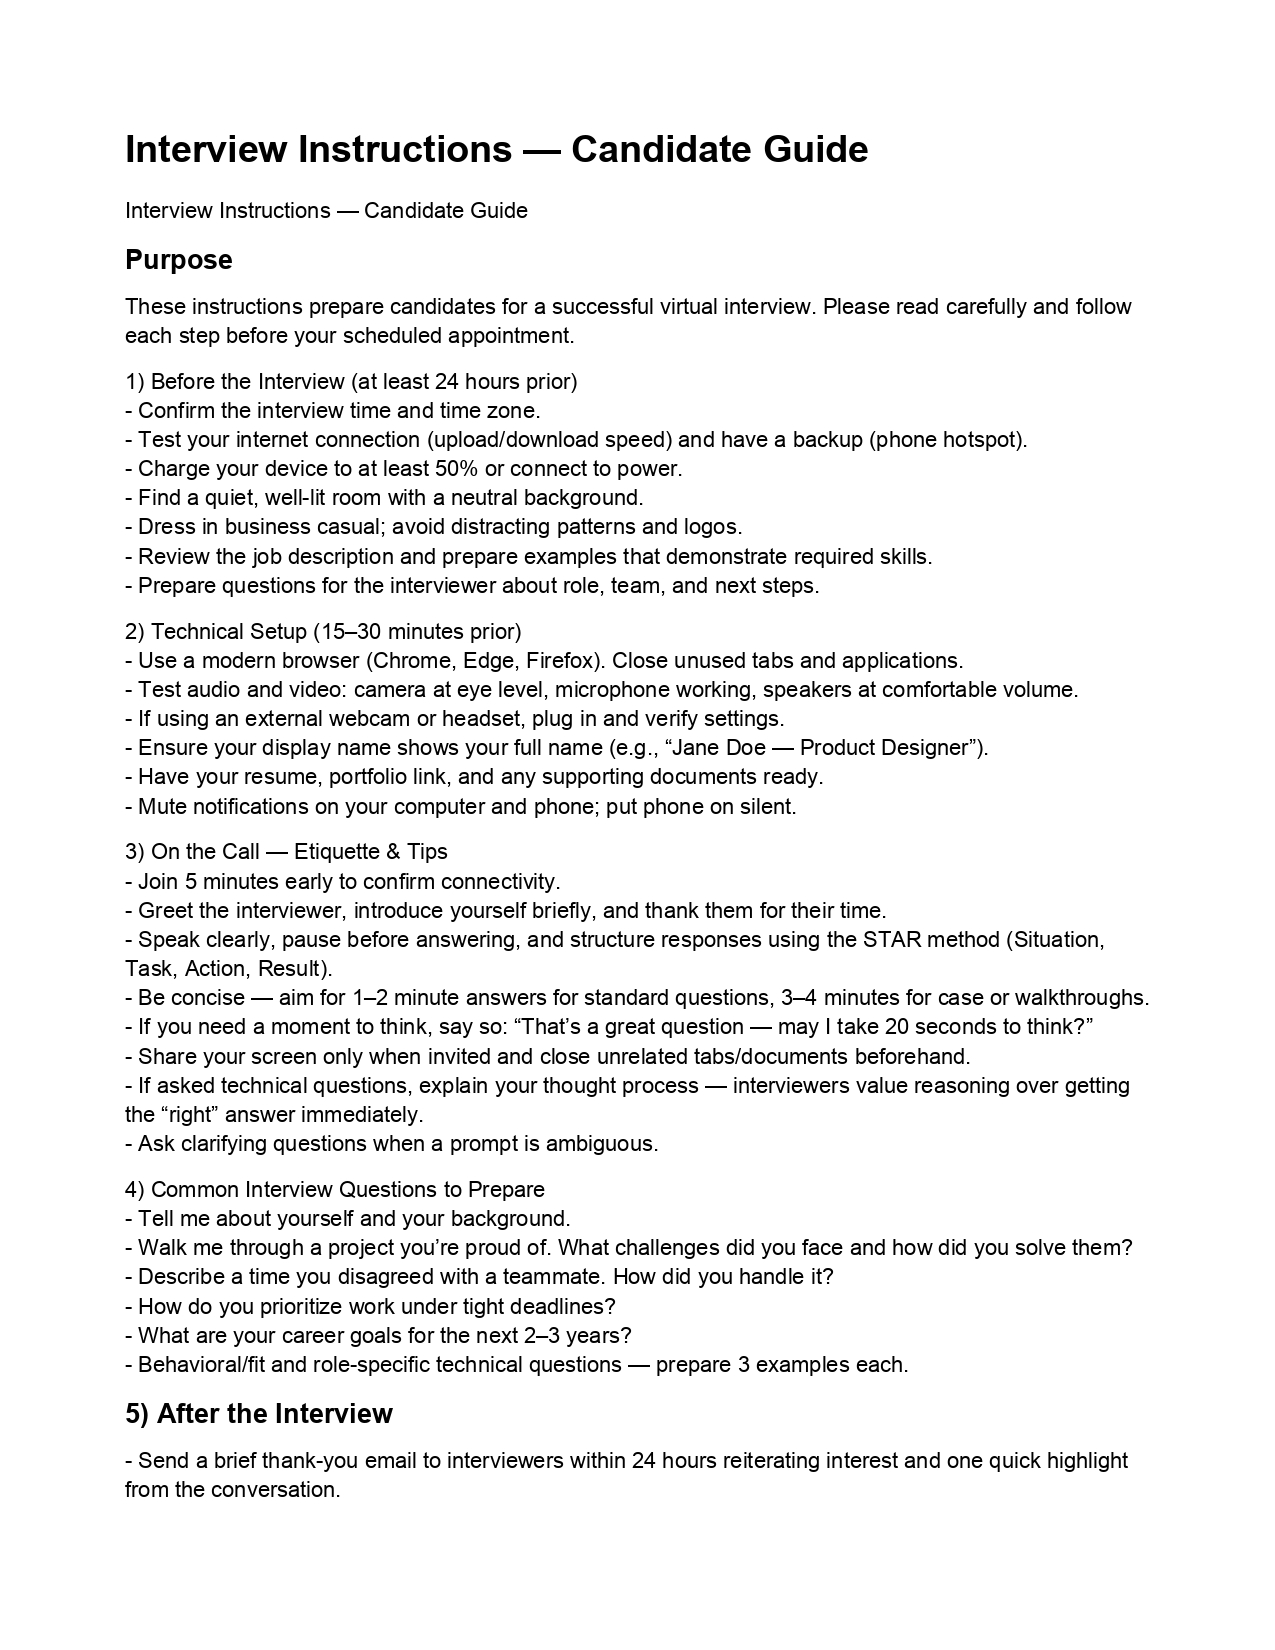 Interview Instructions — Candidate Guide
Interview Instructions — Candidate Guide
Purpose
These instructions prepare candidates for a successful virtual interview. Please read carefully and follow
each step before your scheduled appointment.
1) Before the Interview (at least 24 hours prior)
- Confirm the interview time and time zone.
- Test your internet connection (upload/download speed) and have a backup (phone hotspot).
- Charge your device to at least 50% or connect to power.
- Find a quiet, well-lit room with a neutral background.
- Dress in business casual; avoid distracting patterns and logos.
- Review the job description and prepare examples that demonstrate required skills.
- Prepare questions for the interviewer about role, team, and next steps.
2) Technical Setup (15–30 minutes prior)
- Use a modern browser (Chrome, Edge, Firefox). Close unused tabs and applications.
- Test audio and video: camera at eye level, microphone working, speakers at comfortable volume.
- If using an external webcam or headset, plug in and verify settings.
- Ensure your display name shows your full name (e.g., “Jane Doe — Product Designer”).
- Have your resume, portfolio link, and any supporting documents ready.
- Mute notifications on your computer and phone; put phone on silent.
3) On the Call — Etiquette & Tips
- Join 5 minutes early to confirm connectivity.
- Greet the interviewer, introduce yourself briefly, and thank them for their time.
- Speak clearly, pause before answering, and structure responses using the STAR method (Situation,
Task, Action, Result).
- Be concise — aim for 1–2 minute answers for standard questions, 3–4 minutes for case or walkthroughs.
- If you need a moment to think, say so: “That’s a great question — may I take 20 seconds to think?”
- Share your screen only when invited and close unrelated tabs/documents beforehand.
- If asked technical questions, explain your thought process — interviewers value reasoning over getting
the “right” answer immediately.
- Ask clarifying questions when a prompt is ambiguous.
4) Common Interview Questions to Prepare
- Tell me about yourself and your background.
- Walk me through a project you’re proud of. What challenges did you face and how did you solve them?
- Describe a time you disagreed with a teammate. How did you handle it?
- How do you prioritize work under tight deadlines?
- What are your career goals for the next 2–3 years?
- Behavioral/fit and role-specific technical questions — prepare 3 examples each.
5) After the Interview
- Send a brief thank-you email to interviewers within 24 hours reiterating interest and one quick highlight
from the conversation.